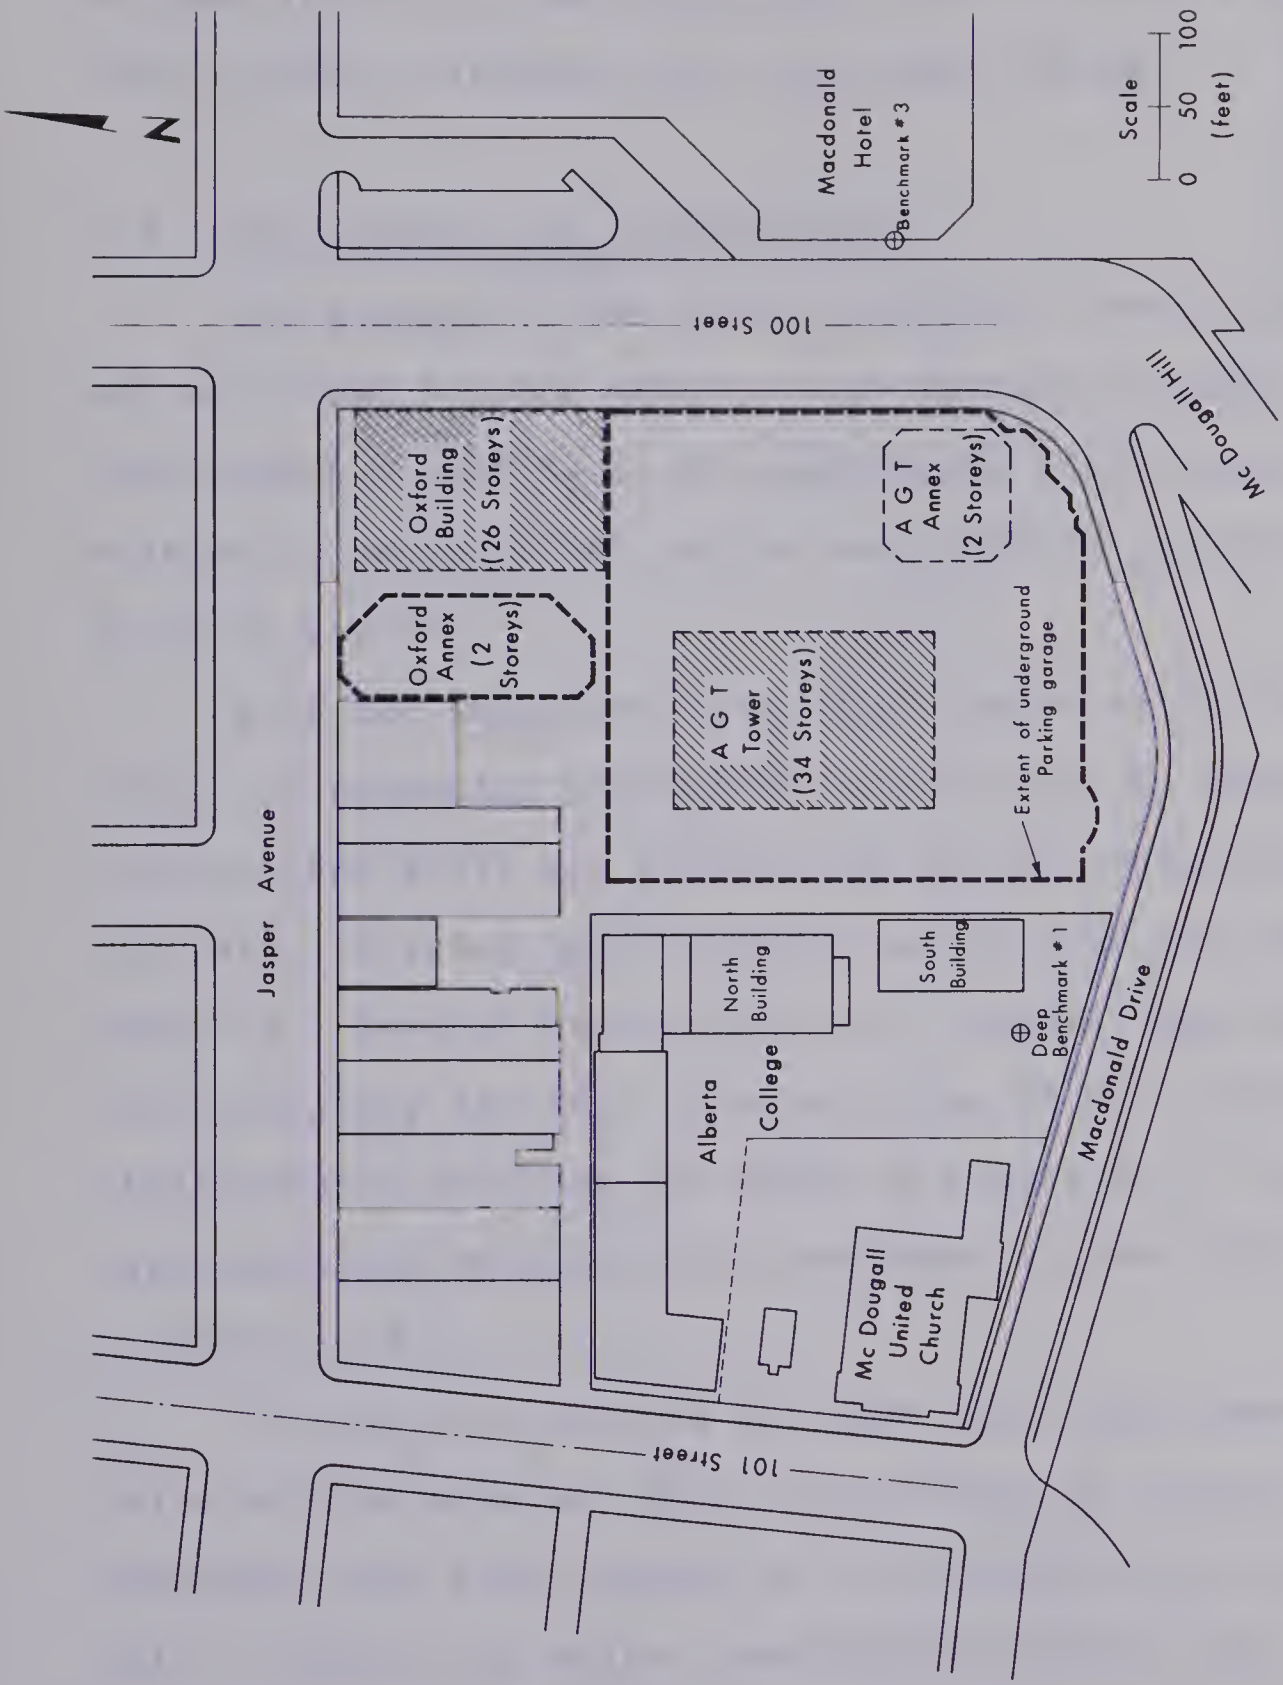 N
Jasper Avenue
100 Street
101 Street
Macdonald
Hotel
Benchmark #3
Scale
0 50 100
(feet)
Oxford
Building
(26 Storeys)
Oxford
Annex
(2
Storeys)
A G T
Annex
(2 Storeys)
A G T
Tower
(34 Storeys)
Extent of underground
Parking garage
Mc Dougall Hill
North
Building
South
Building
Deep
Benchmark #1
Alberta
College
Macdonald Drive
Mc Dougall
United
Church